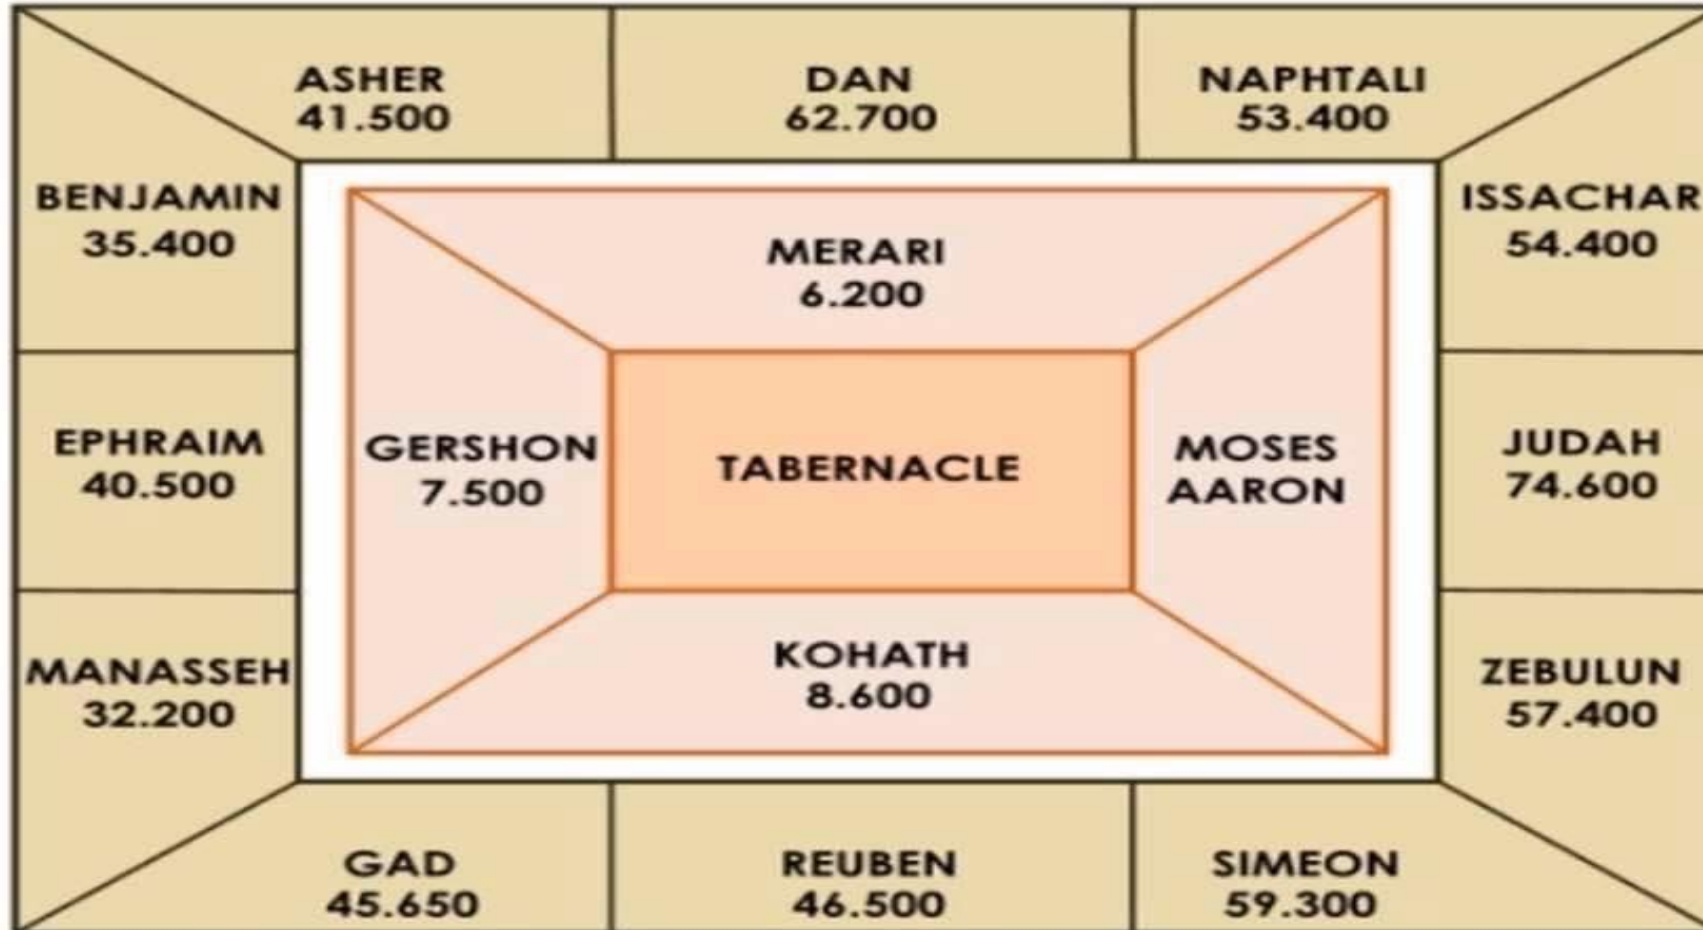 ASHER
41.500
DAN
62.700
NAPHTALI
53.400
BENJAMIN
35.400
ISSACHAR
54.400
MERARI
6.200
EPHRAIM
40.500
GERSHON
7.500
TABERNACLE
MOSES
AARON
JUDAH
74.600
MANASSEH
32.200
KOHATH
8.600
ZEBULUN
57.400
GAD
45.650
REUBEN
46.500
SIMEON
59.300